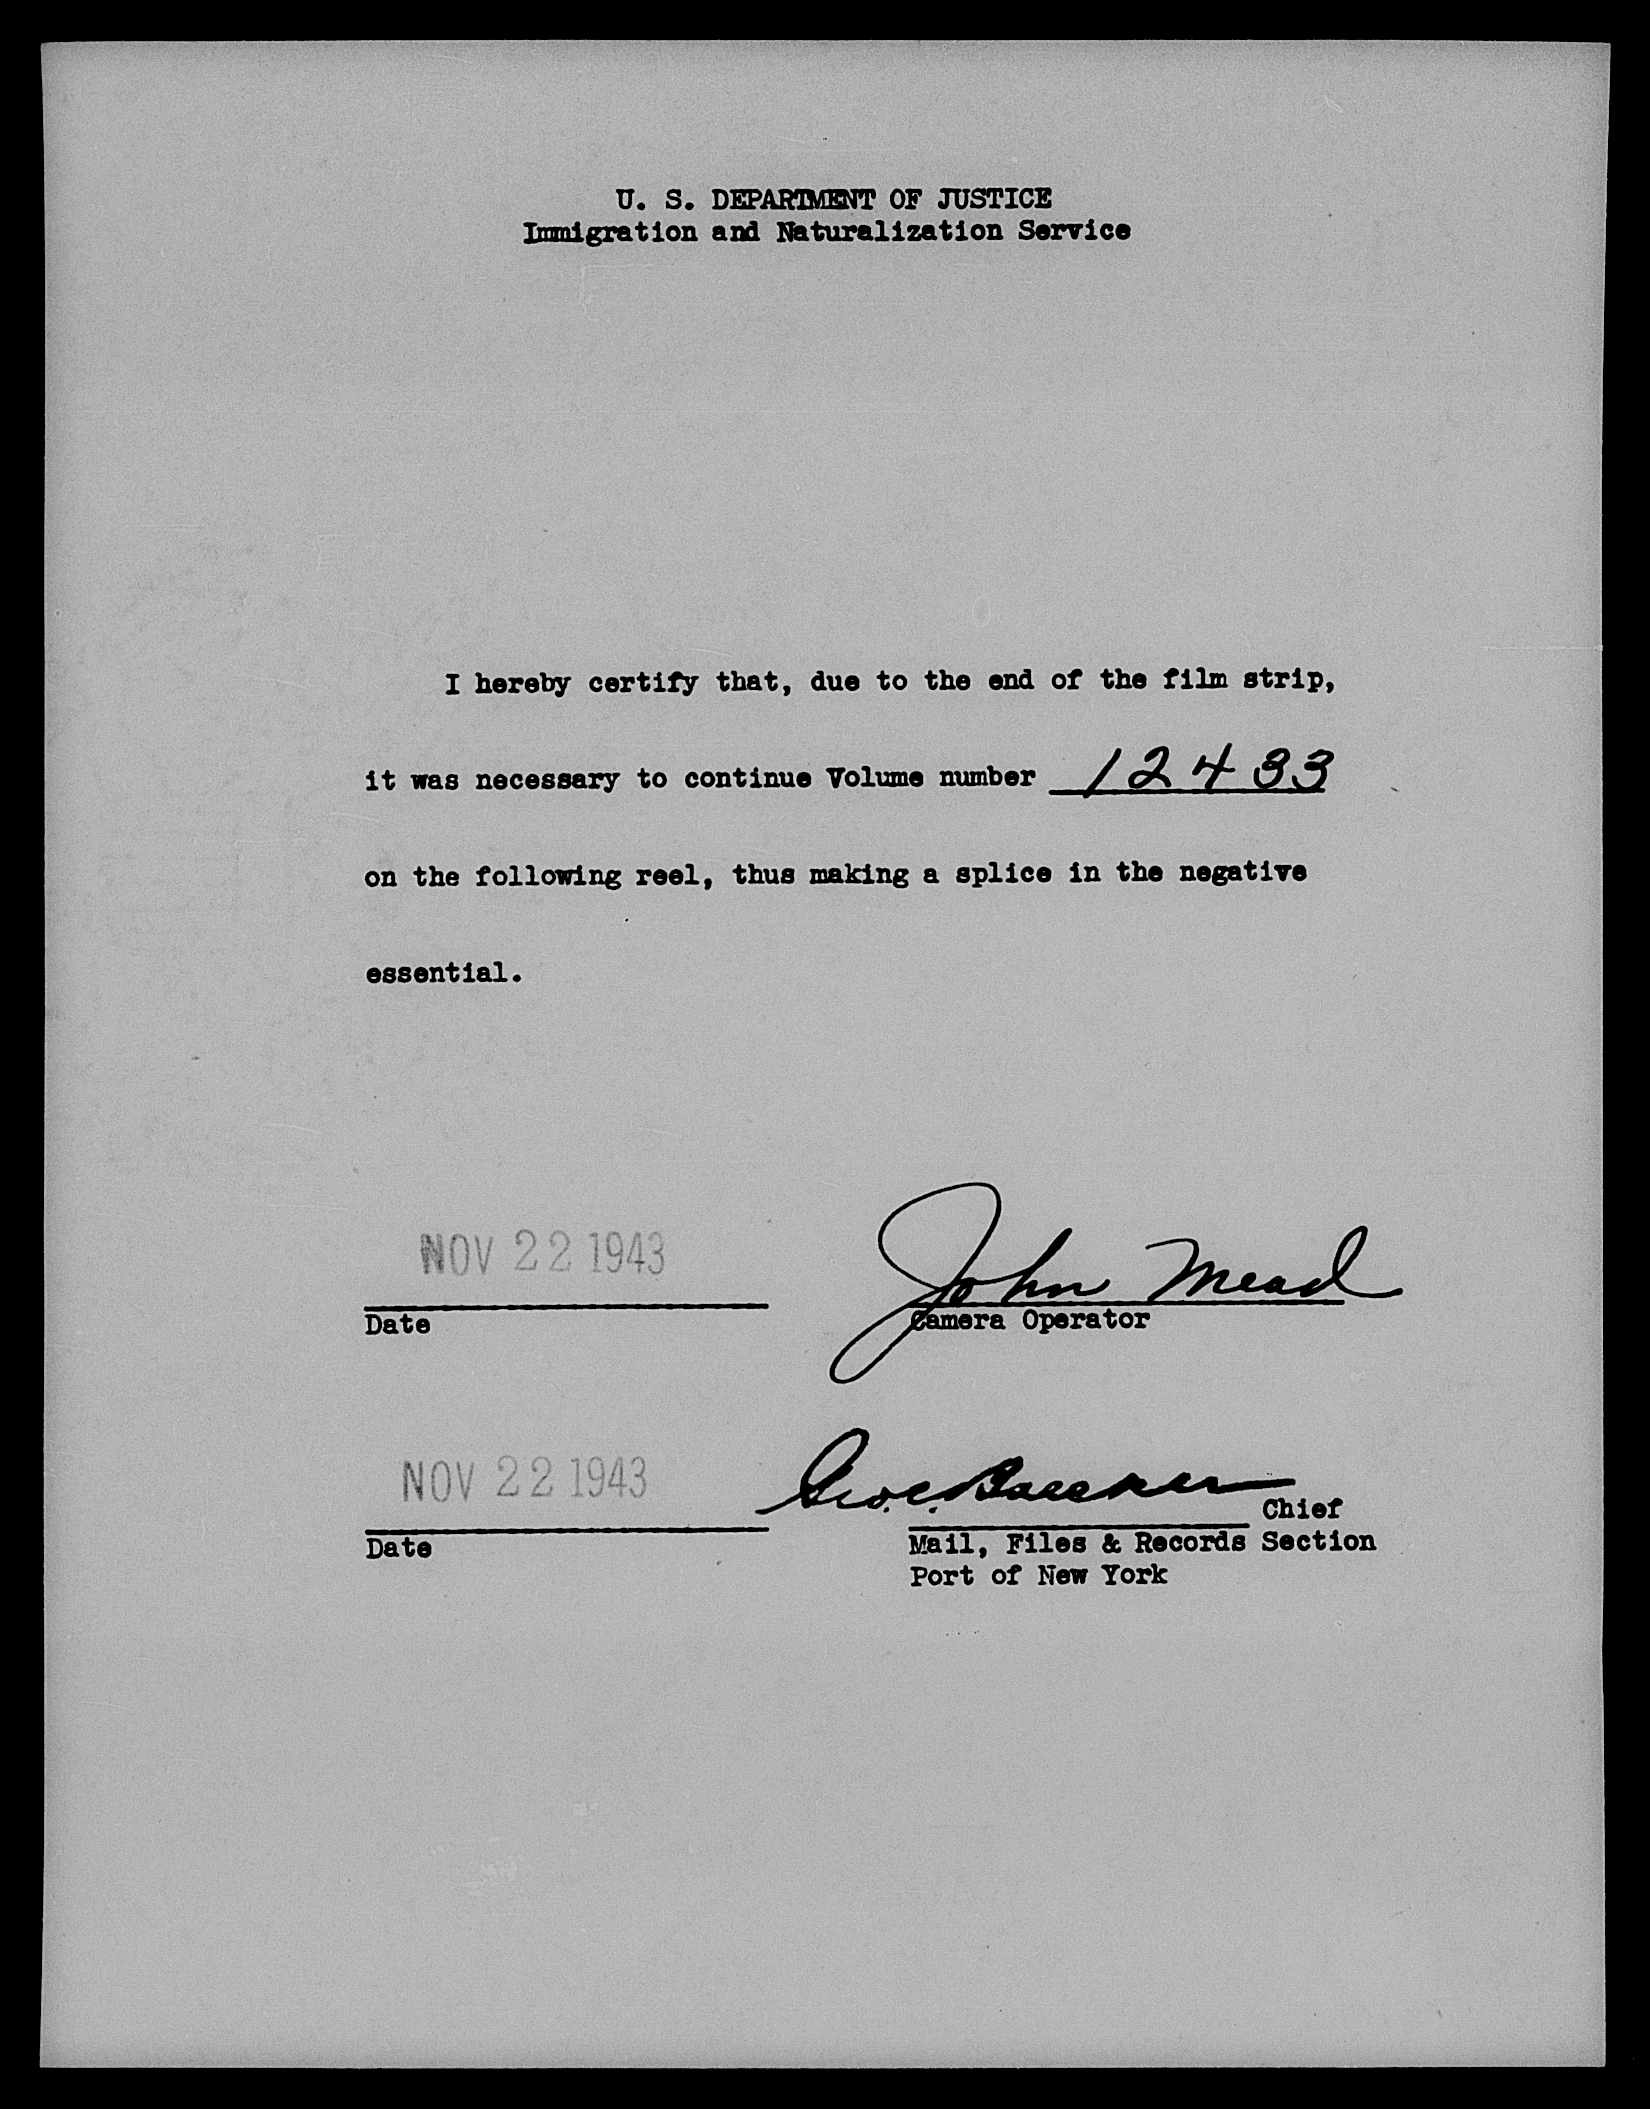 U. S. DEPARTMENT OF JUSTICE
Immigration and Naturalization Service
I hereby certify that, due to the end of the film strip,
it was necessary to continue Volume number 12433
on the following reel, thus making a splice in the negative
essential.
NOV 22 1943
John Mead
Date
Camera Operator
NOV 22 1943
Geo. C.
Chief
Date
Mail, Files & Records Section
Port of New York